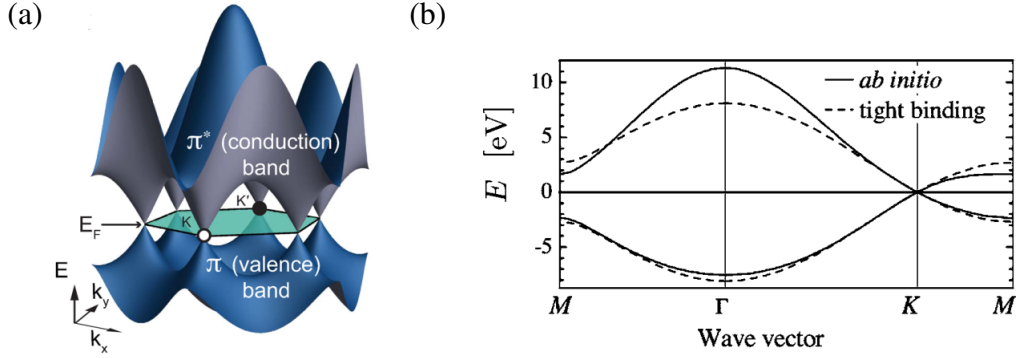 (a)
π* (conduction)
band
K'
K
E_F
π (valence)
band
E
k_y
k_x
(b)
E [eV]
10
5
0
-5
ab initio
tight binding
M
Γ
K
M
Wave vector